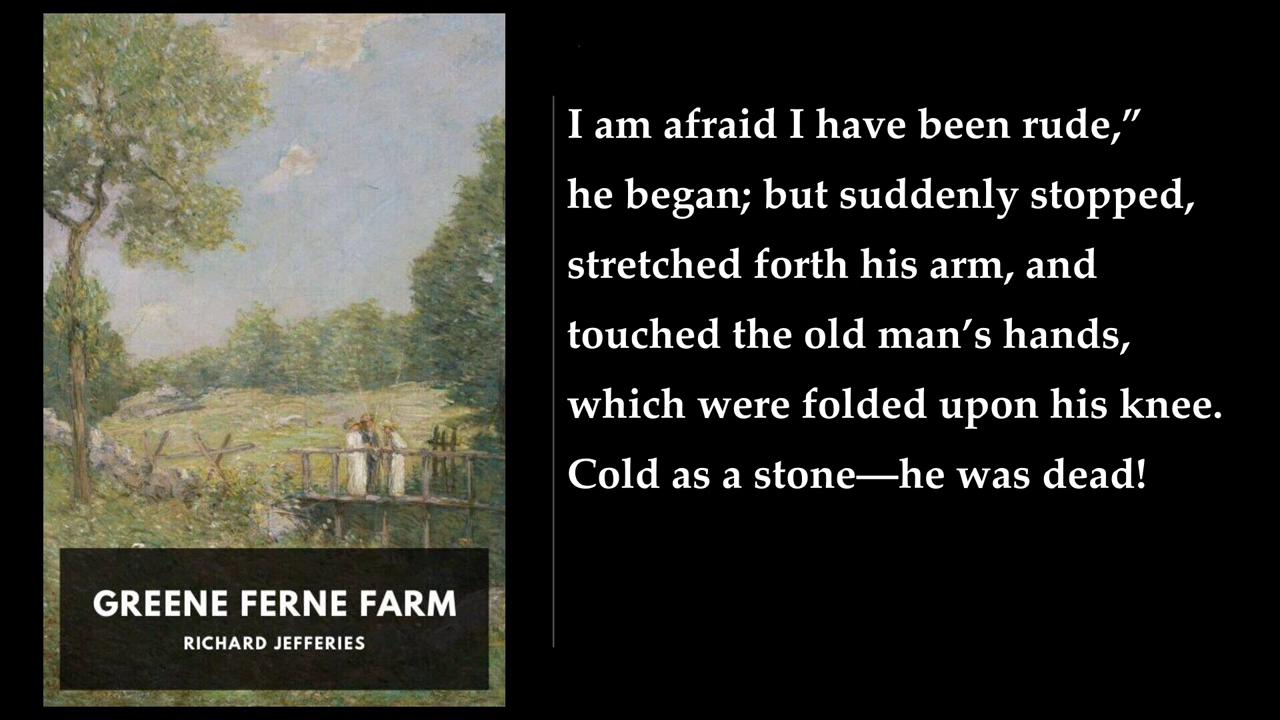 I am afraid I have been rude,”
he began; but suddenly stopped,
stretched forth his arm, and
touched the old man’s hands,
which were folded upon his knee.
Cold as a stone—he was dead!
GREENE FERNE FARM
RICHARD JEFFERIES